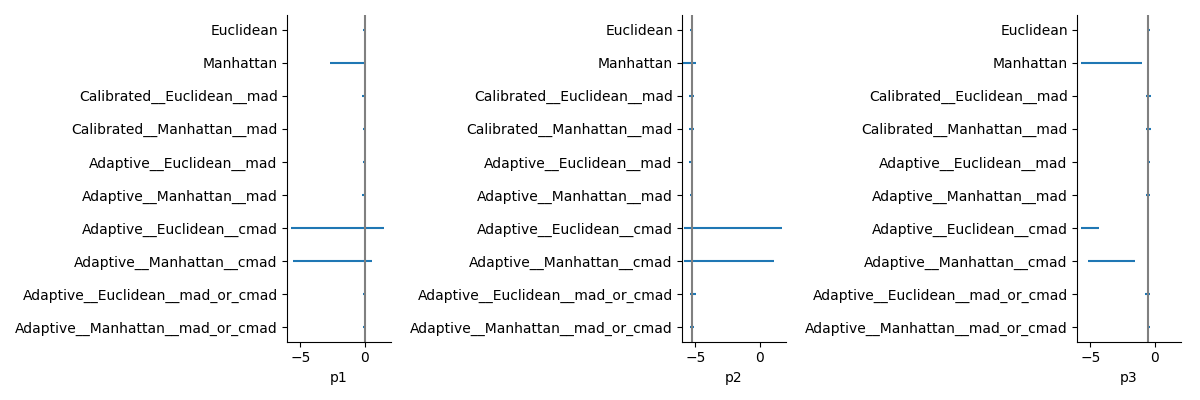 Euclidean
Manhattan
Calibrated__Euclidean__mad
Calibrated__Manhattan__mad
Adaptive__Euclidean__mad
Adaptive__Manhattan__mad
Adaptive__Euclidean__cmad
Adaptive__Manhattan__cmad
Adaptive__Euclidean__mad_or_cmad
Adaptive__Manhattan__mad_or_cmad
−5 0
p1
Euclidean
Manhattan
Calibrated__Euclidean__mad
Calibrated__Manhattan__mad
Adaptive__Euclidean__mad
Adaptive__Manhattan__mad
Adaptive__Euclidean__cmad
Adaptive__Manhattan__cmad
Adaptive__Euclidean__mad_or_cmad
Adaptive__Manhattan__mad_or_cmad
−5 0
p2
Euclidean
Manhattan
Calibrated__Euclidean__mad
Calibrated__Manhattan__mad
Adaptive__Euclidean__mad
Adaptive__Manhattan__mad
Adaptive__Euclidean__cmad
Adaptive__Manhattan__cmad
Adaptive__Euclidean__mad_or_cmad
Adaptive__Manhattan__mad_or_cmad
−5 0
p3